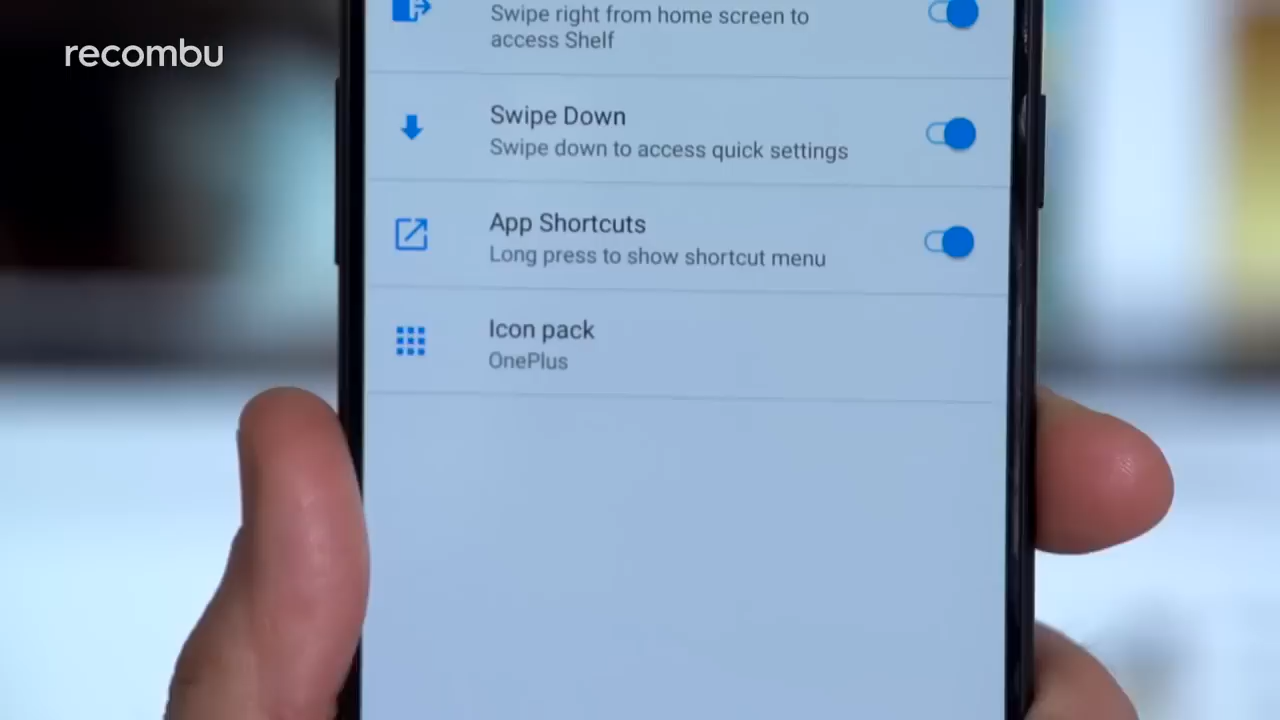 recombu
Swipe right from home screen to
access Shelf
Swipe Down
Swipe down to access quick settings
App Shortcuts
Long press to show shortcut menu
Icon pack
OnePlus